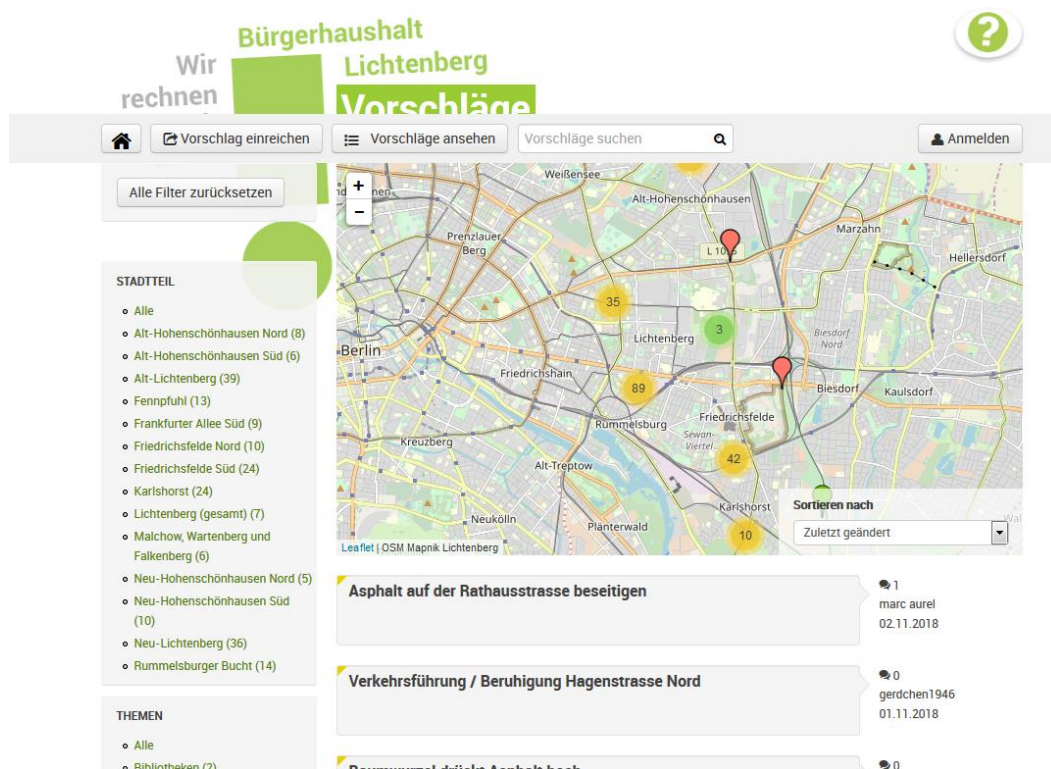 Bürgerhaushalt
Wir
Lichtenberg
rechnen
Vorschläge
Vorschlag einreichen
Vorschläge ansehen
Vorschläge suchen
Anmelden
Alle Filter zurücksetzen
STADTTEIL
Alle
Alt-Hohenschönhausen Nord (8)
Alt-Hohenschönhausen Süd (6)
Alt-Lichtenberg (39)
Fennpfuhl (13)
Frankfurter Allee Süd (9)
Friedrichsfelde Nord (10)
Friedrichsfelde Süd (24)
Karlshorst (24)
Lichtenberg (gesamt) (7)
Malchow, Wartenberg und
Falkenberg (6)
Neu-Hohenschönhausen Nord (5)
Neu-Hohenschönhausen Süd
(10)
Neu-Lichtenberg (36)
Rummelsburger Bucht (14)
THEMEN
Alle
Bibliotheken (2)
+
−
Weißensee
Alt-Hohenschönhausen
Prenzlauer
Berg
Marzahn
Hellersdorf
35
3
Lichtenberg
Biesdorf
Nord
Berlin
Friedrichshain
89
Biesdorf
Kaulsdorf
Rummelsburg
Friedrichsfelde
Sewan-
Viertel
Kreuzberg
42
Alt-Treptow
Karlshorst
Neukölln
Plänterwald
10
Sortieren nach
Zuletzt geändert
Leaflet | OSM Mapnik Lichtenberg
Asphalt auf der Rathausstrasse beseitigen
1
marc aurel
02.11.2018
Verkehrsführung / Beruhigung Hagenstrasse Nord
0
gerdchen1946
01.11.2018
Baumwurzel drückt Asphalt hoch
0